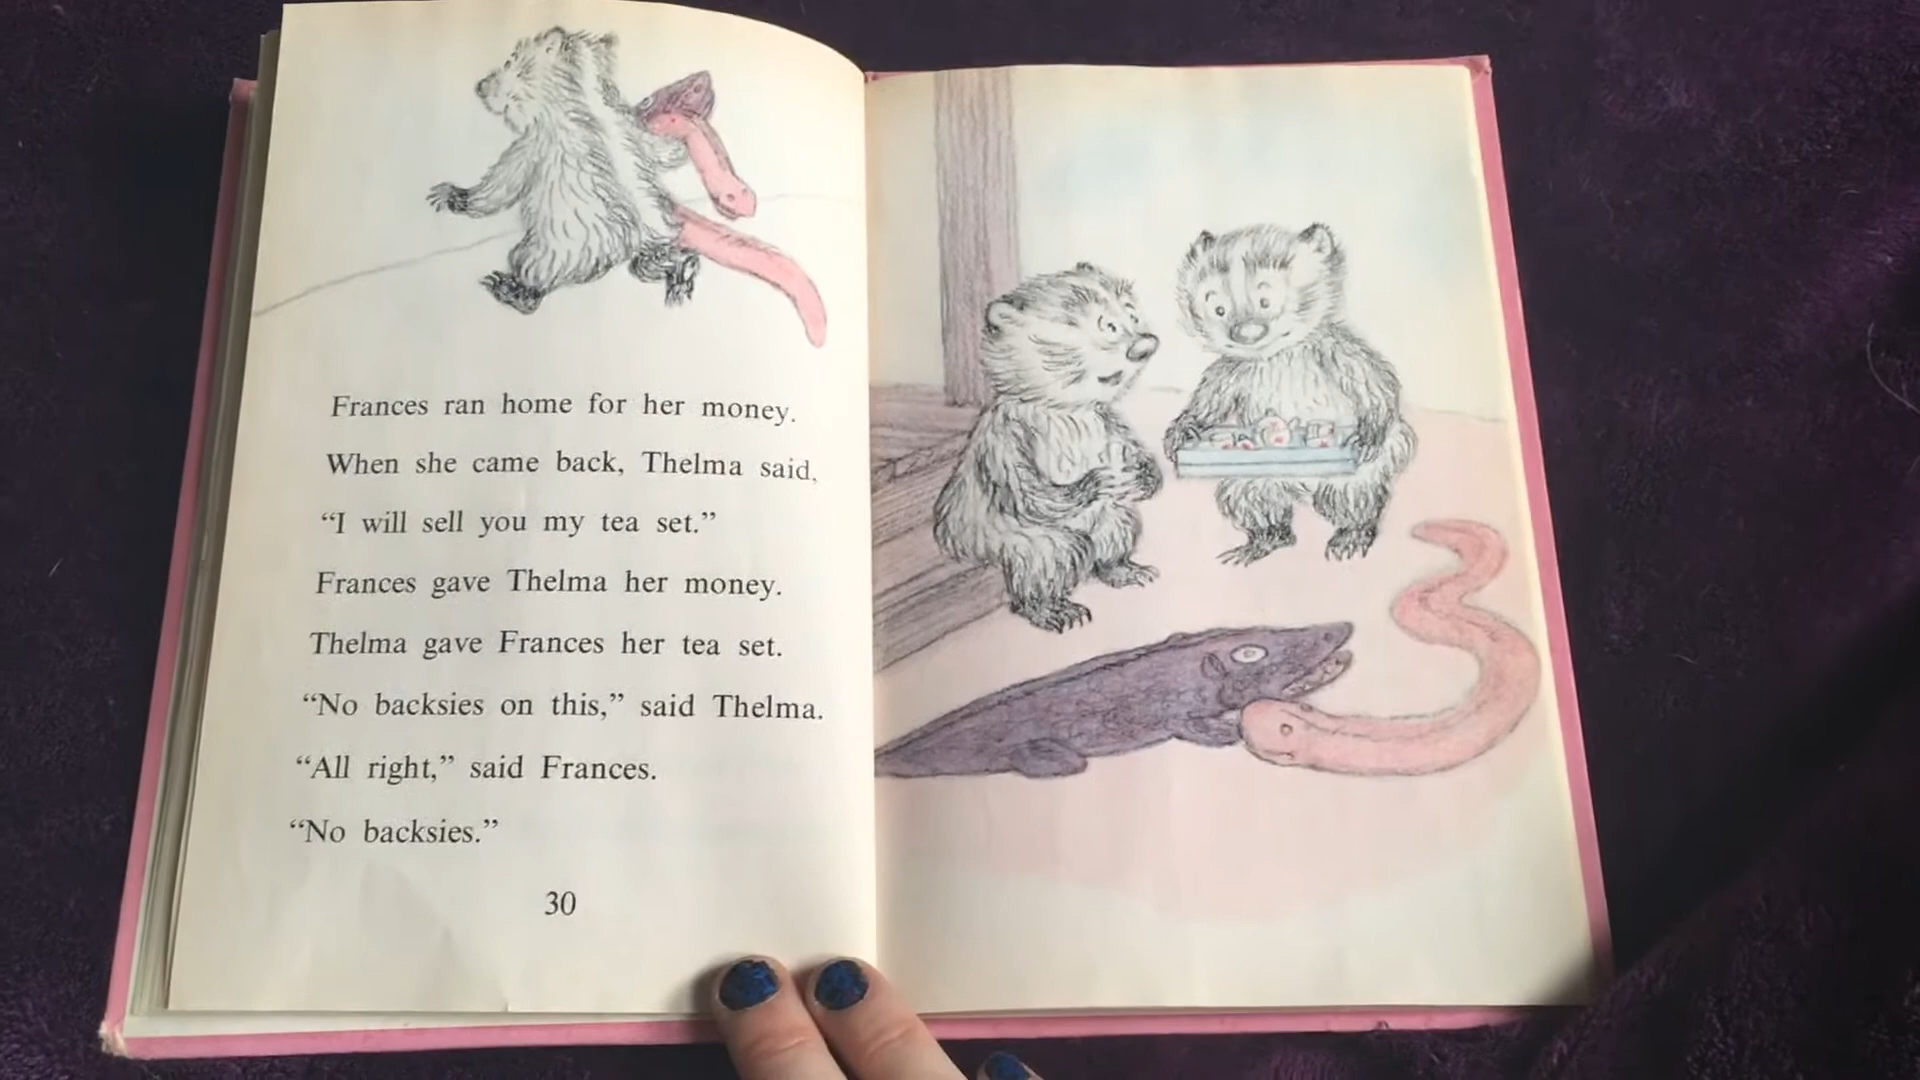 Frances ran home for her money.
When she came back, Thelma said,
“I will sell you my tea set.”
Frances gave Thelma her money.
Thelma gave Frances her tea set.
“No backsies on this,” said Thelma.
“All right,” said Frances.
“No backsies.”
30